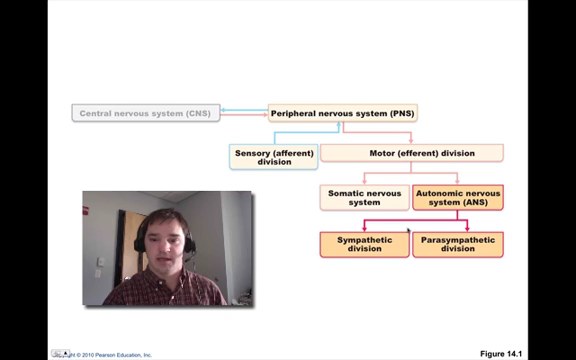 Central nervous system (CNS)
Peripheral nervous system (PNS)
Sensory (afferent)
division
Motor (efferent) division
Somatic nervous
system
Autonomic nervous
system (ANS)
Sympathetic
division
Parasympathetic
division
© 2010 Pearson Education, Inc.
Figure 14.1